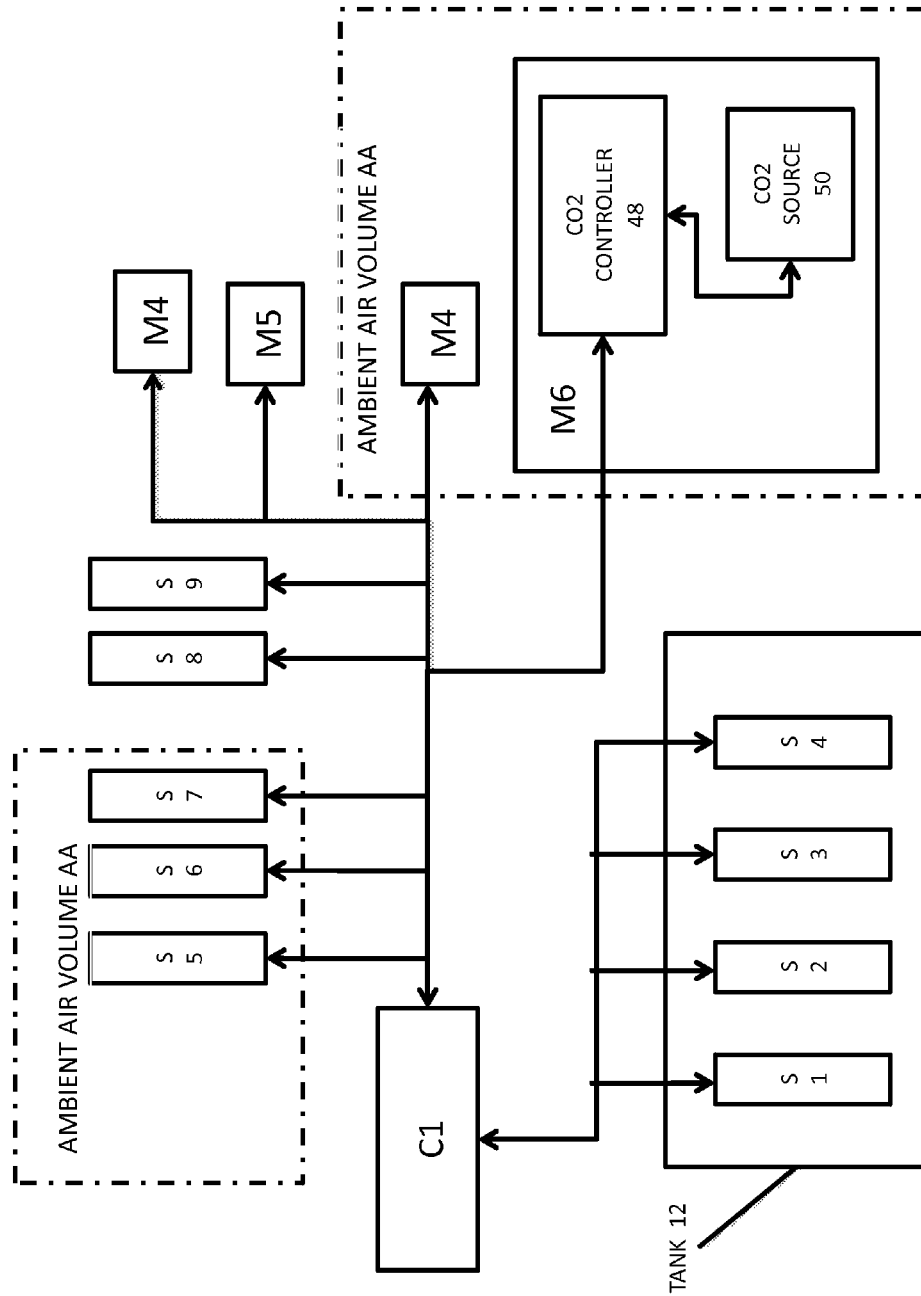 AMBIENT AIR VOLUME AA
S
5
S
6
S
7
S
8
S
9
M4
M5
AMBIENT AIR VOLUME AA
M4
C1
M6
CO2
CONTROLLER
48
CO2
SOURCE
50
TANK 12
S
1
S
2
S
3
S
4